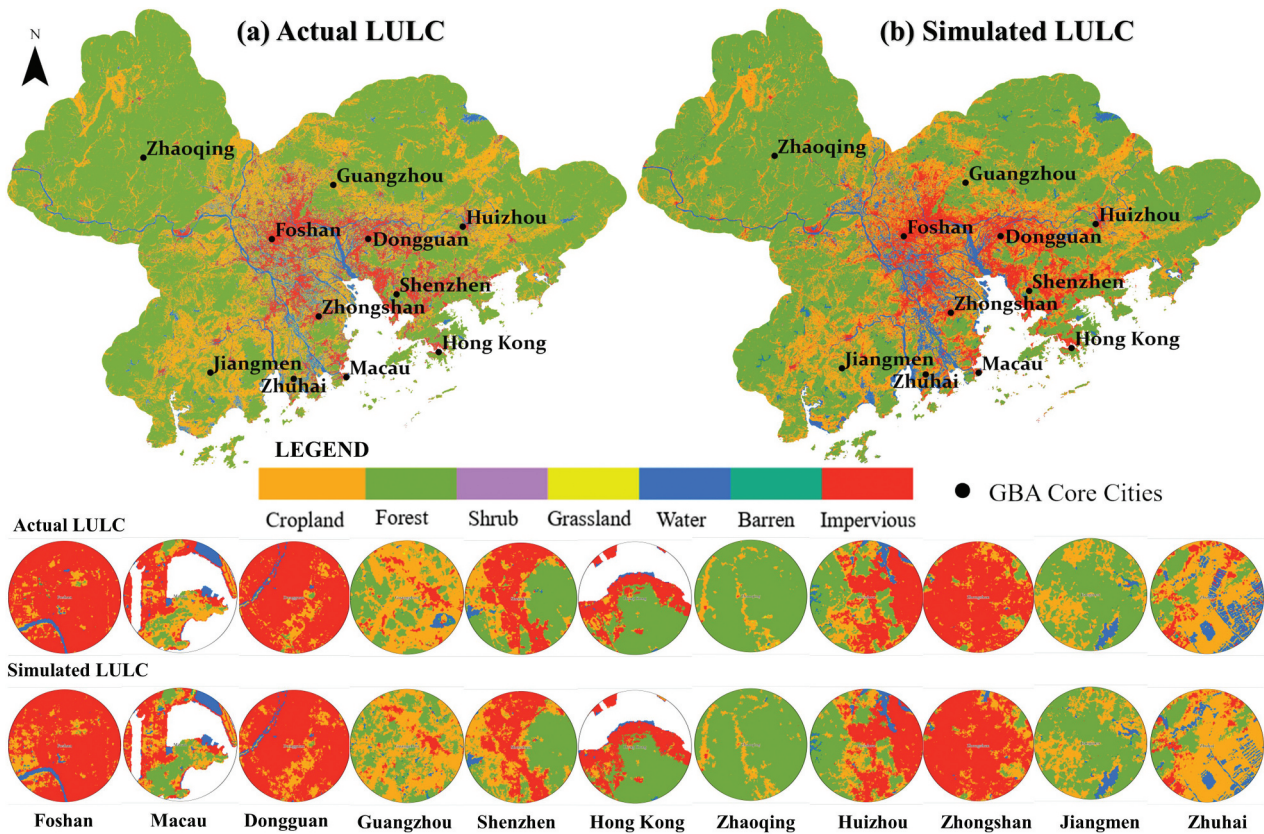 (a) Actual LULC
(b) Simulated LULC
N
Zhaoqing
Guangzhou
Huizhou
Foshan
Dongguan
Shenzhen
Zhongshan
Hong Kong
Jiangmen
Macau
Zhuhai
Zhaoqing
Guangzhou
Huizhou
Foshan
Dongguan
Shenzhen
Zhongshan
Hong Kong
Jiangmen
Macau
Zhuhai
LEGEND
Cropland Forest Shrub Grassland Water Barren Impervious
GBA Core Cities
Actual LULC
Simulated LULC
Foshan Macau Dongguan Guangzhou Shenzhen Hong Kong Zhaoqing Huizhou Zhongshan Jiangmen Zhuhai